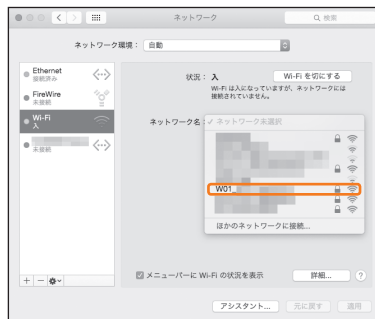 ネットワーク
検索
ネットワーク環境： 自動
Ethernet
接続済み
FireWire
未接続
Wi-Fi
入
未接続
状況： 入
Wi-Fi を切にする
Wi-Fi は入になっていますが、ネットワークには
接続されていません。
ネットワーク名： ✓ ネットワーク未選択
W01_
ほかのネットワークに接続...
メニューバーに Wi-Fi の状況を表示
詳細... ?
アシスタント... 元に戻す 適用